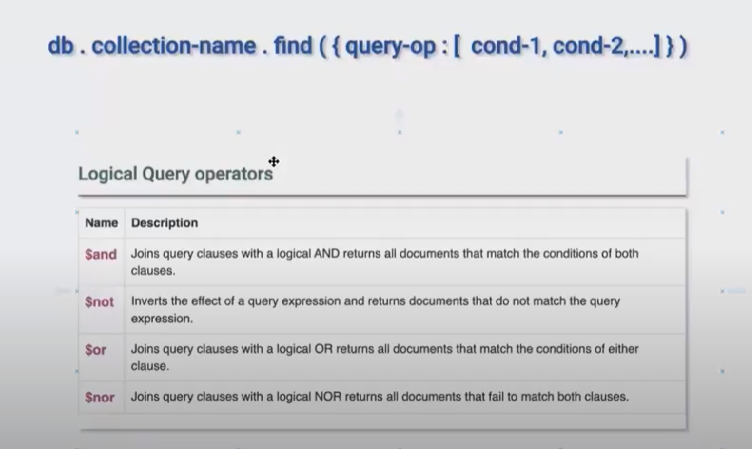 db . collection-name . find ( { query-op : [ cond-1, cond-2,....] } )
Logical Query operators
Name Description
$and Joins query clauses with a logical AND returns all documents that match the conditions of both
clauses.
$not Inverts the effect of a query expression and returns documents that do not match the query
expression.
$or Joins query clauses with a logical OR returns all documents that match the conditions of either
clause.
$nor Joins query clauses with a logical NOR returns all documents that fail to match both clauses.